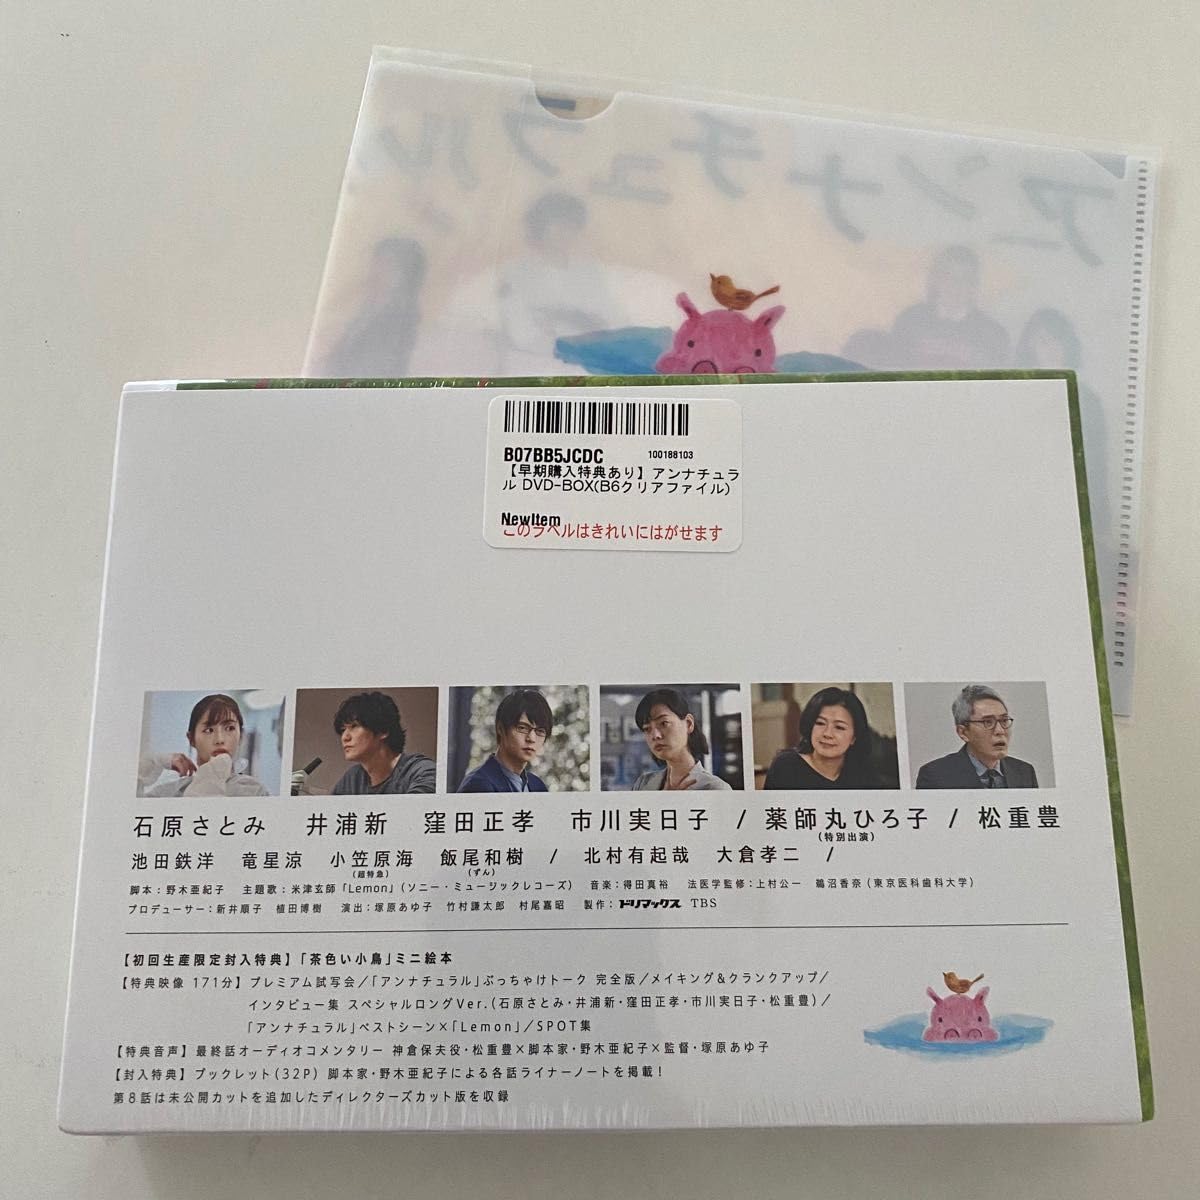 アンナチュラル
B07BB5JCDC 100188103
【早期購入特典あり】アンナチュラ
ル DVD-BOX(B6クリアファイル)
NewItem
このラベルはきれいにはがせます
石原さとみ 井浦新 窪田正孝 市川実日子 / 薬師丸ひろ子 / 松重豊
(特別出演)
池田鉄洋 竜星涼 小笠原海 飯尾和樹 / 北村有起哉 大倉孝二 /
(超特急) (ずん)
脚本：野木亜紀子 主題歌：米津玄師「Lemon」(ソニー・ミュージックレコーズ) 音楽：得田真裕 法医学監修：上村公一 鵜沼香奈(東京医科歯科大学)
プロデューサー：新井順子 植田博樹 演出：塚原あゆ子 竹村謙太郎 村尾嘉昭 製作：ドリマックス TBS
【初回生産限定封入特典】「茶色い小鳥」ミニ絵本
【特典映像 171分】プレミアム試写会/「アンナチュラル」ぶっちゃけトーク 完全版/メイキング&クランクアップ/
インタビュー集 スペシャルロングVer.(石原さとみ・井浦新・窪田正孝・市川実日子・松重豊)/
「アンナチュラル」ベストシーン×「Lemon」/SPOT集
【特典音声】最終話オーディオコメンタリー 神倉保夫役・松重豊×脚本家・野木亜紀子×監督・塚原あゆ子
【封入特典】ブックレット(32P) 脚本家・野木亜紀子による各話ライナーノートを掲載！
第8話は未公開カットを追加したディレクターズカット版を収録